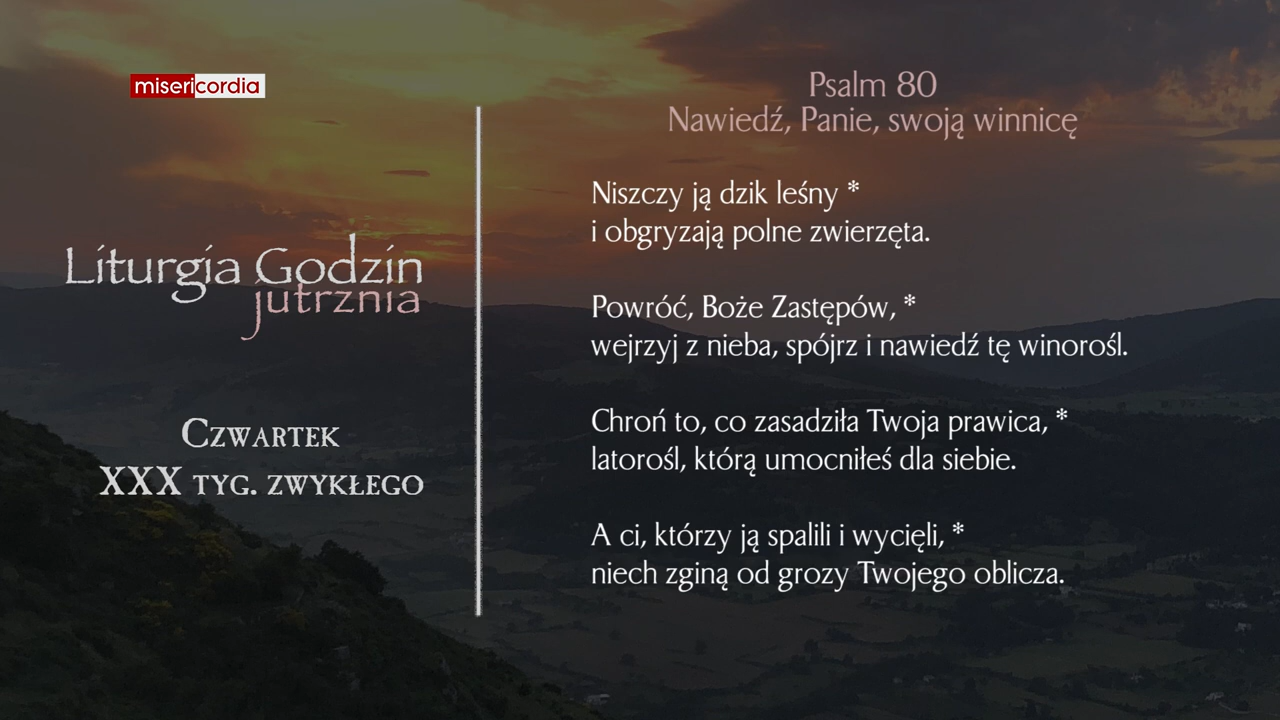 misericordia
Liturgia Godzin
jutrznia
Czwartek
XXX tyg. zwykłego
Psalm 80
Nawiedź, Panie, swoją winnicę
Niszczy ją dzik leśny *
i obgryzają polne zwierzęta.
Powróć, Boże Zastępów, *
wejrzyj z nieba, spójrz i nawiedź tę winorośl.
Chroń to, co zasadziła Twoja prawica, *
latorośl, którą umocniłeś dla siebie.
A ci, którzy ją spalili i wycięli, *
niech zginą od grozy Twojego oblicza.